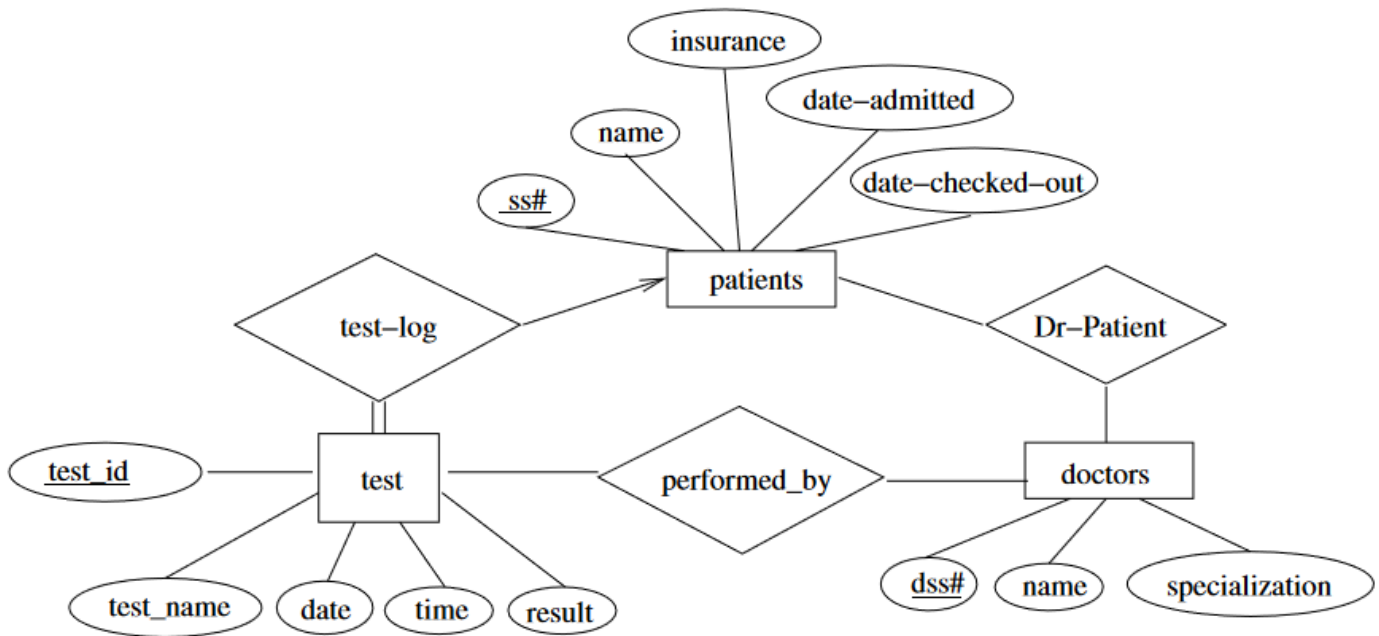 insurance
date-admitted
name
date-checked-out
ss#
patients
test-log
Dr-Patient
test_id
test
performed_by
doctors
test_name
date
time
result
dss#
name
specialization